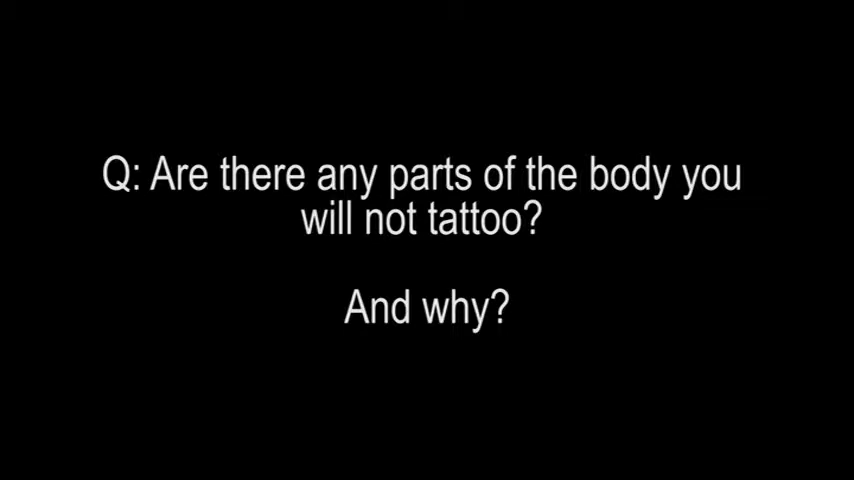 Q: Are there any parts of the body you
will not tattoo?
And why?